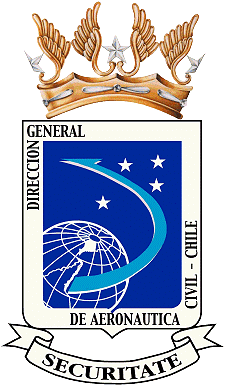 DIRECCION
GENERAL
DE AERONAUTICA
CIVIL - CHILE
SECURITATE